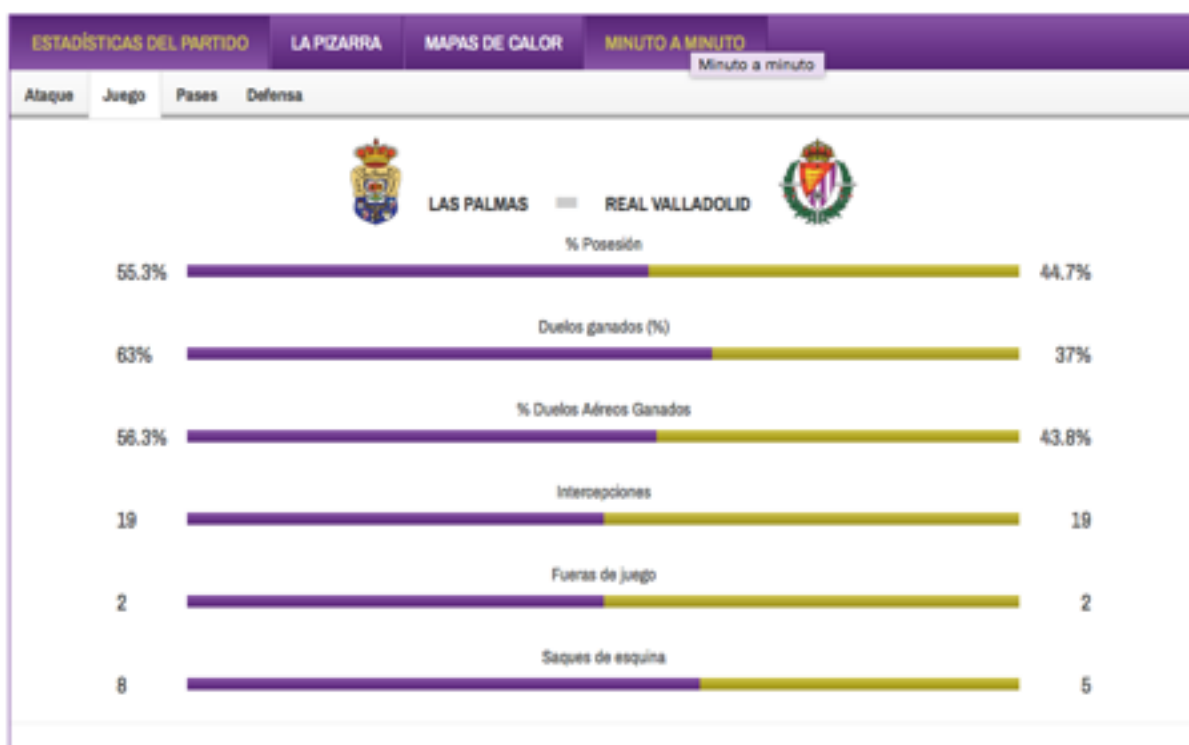 ESTADÍSTICAS DEL PARTIDO LA PIZARRA MAPAS DE CALOR MINUTO A MINUTO
Minuto a minuto
Ataque Juego Pases Defensa
LAS PALMAS REAL VALLADOLID
% Posesión
55.3% 44.7%
Duelos ganados (%)
63% 37%
% Duelos Aéreos Ganados
56.3% 43.8%
Intercepciones
19 19
Fueras de juego
2 2
Saques de esquina
8 5